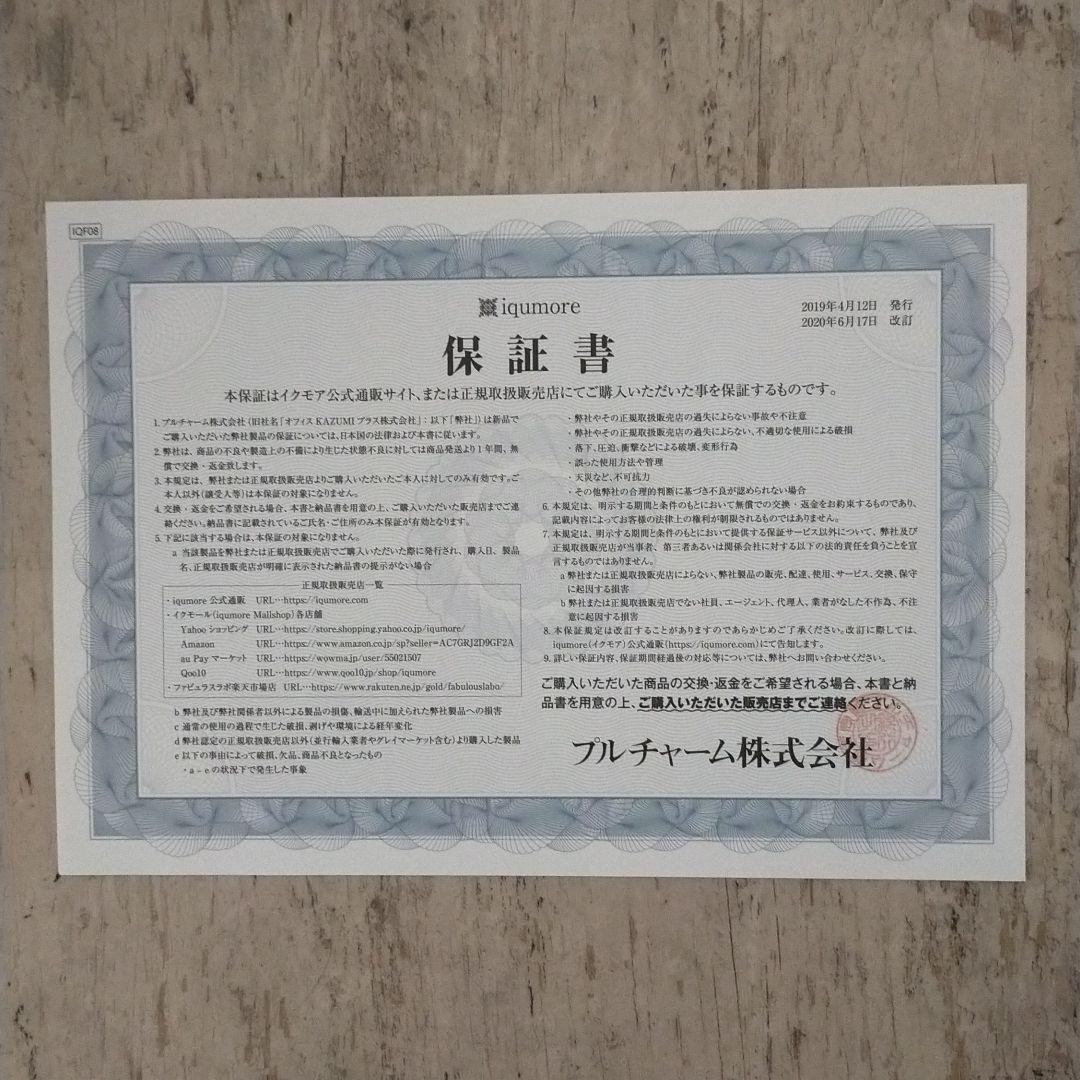 IQF08
iqumore
2019年4月12日 発行
2020年6月17日 改訂
保証書
本保証はイクモア公式通販サイト、または正規取扱販売店にてご購入いただいた事を保証するものです。
1. プルチャーム株式会社（旧社名「オフィス KAZUMI プラス株式会社」：以下「弊社」）は新品で
ご購入いただいた弊社製品の保証については、日本国の法律および本書に従います。
2. 弊社は、商品の不良や製造上の不備により生じた状態不良に対しては商品発送より1年間、無
償で交換・返金致します。
3. 本規定は、弊社または正規取扱販売店よりご購入いただいたご本人に対してのみ有効です。ご
本人以外（譲受人等）は本保証の対象になりません。
4. 交換・返金をご希望される場合、本書と納品書を用意の上、ご購入いただいた販売店までご連
絡ください。納品書に記載されているご氏名・ご住所のみ本保証が有効となります。
5. 下記に該当する場合は、本保証の対象になりません。
a 当該製品を弊社または正規取扱販売店でご購入いただいた際に発行され、購入日、製品
名、正規取扱販売店が明確に表示された納品書の提示がない場合
正規取扱販売店一覧
・iqumore 公式通販 URL…https://iqumore.com
・イクモール（iqumore Mallshop）各店舗
Yahoo ショッピング URL…https://store.shopping.yahoo.co.jp/iqumore/
Amazon URL…https://www.amazon.co.jp/sp?seller=AC7GRJ2D9GF2A
au Pay マーケット URL…https://wowma.jp/user/55021507
Qoo10 URL…https://www.qoo10.jp/shop/iqumore
・ファビュラスラボ楽天市場店 URL…https://www.rakuten.ne.jp/gold/fabulouslabo/
b 弊社及び弊社関係者以外による製品の損傷、輸送中に加えられた弊社製品への損害
c 通常の使用の過程で生じた破損、剥げや環境による経年変化
d 弊社認定の正規取扱販売店以外（並行輸入業者やグレイマーケット含む）より購入した製品
e 以下の事由によって破損、欠品、商品不良となったもの
・a～eの状況下で発生した事象
・弊社やその正規取扱販売店の過失によらない事故や不注意
・弊社やその正規取扱販売店の過失によらない、不適切な使用による破損
・落下、圧迫、衝撃などによる破壊、変形行為
・誤った使用方法や管理
・天災など、不可抗力
・その他弊社の合理的判断に基づき不良が認められない場合
6. 本規定は、明示する期間と条件のもとにおいて無償での交換・返金をお約束するものであり、
記載内容によってお客様の法律上の権利が制限されるものではありません。
7. 本規定は、明示する期間と条件のもとにおいて提供する保証サービス以外について、弊社及び
正規取扱販売店が当事者、第三者あるいは関係会社に対する以下の法的責任を負うことを宣
言するものではありません。
a 弊社または正規取扱販売店によらない、弊社製品の販売、配達、使用、サービス、交換、保守
に起因する損害
b 弊社または正規取扱販売店でない社員、エージェント、代理人、業者がなした不作為、不注
意に起因する損害
8. 本保証規定は改訂することがありますのであらかじめご了承ください。改訂に際しては、
iqumore(イクモア)公式通販(https://iqumore.com)にて告知します。
9. 詳しい保証内容、保証期間経過後の対応等については、弊社へお問い合わせください。
ご購入いただいた商品の交換・返金をご希望される場合、本書と納
品書を用意の上、ご購入いただいた販売店までご連絡ください。
プルチャーム株式会社